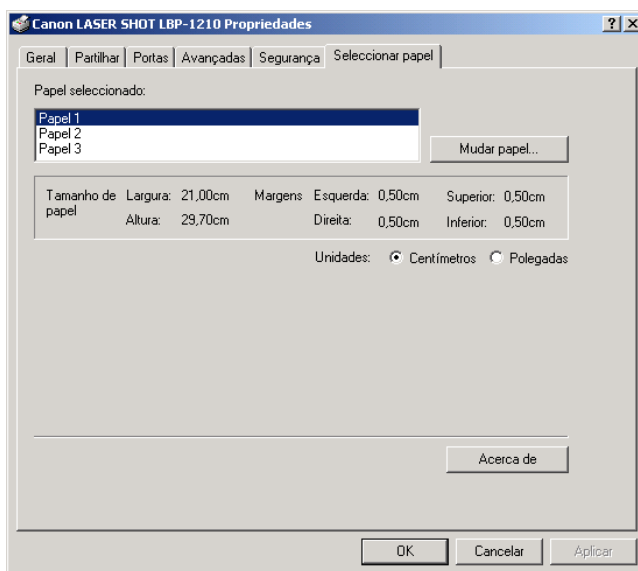 Canon LASER SHOT LBP-1210 Propriedades
Geral Partilhar Portas Avançadas Segurança Seleccionar papel
Papel seleccionado:
Papel 1
Papel 2
Papel 3
Mudar papel...
Tamanho de papel Largura: 21,00cm Margens Esquerda: 0,50cm Superior: 0,50cm
Altura: 29,70cm Direita: 0,50cm Inferior: 0,50cm
Unidades: Centímetros Polegadas
Acerca de
OK Cancelar Aplicar